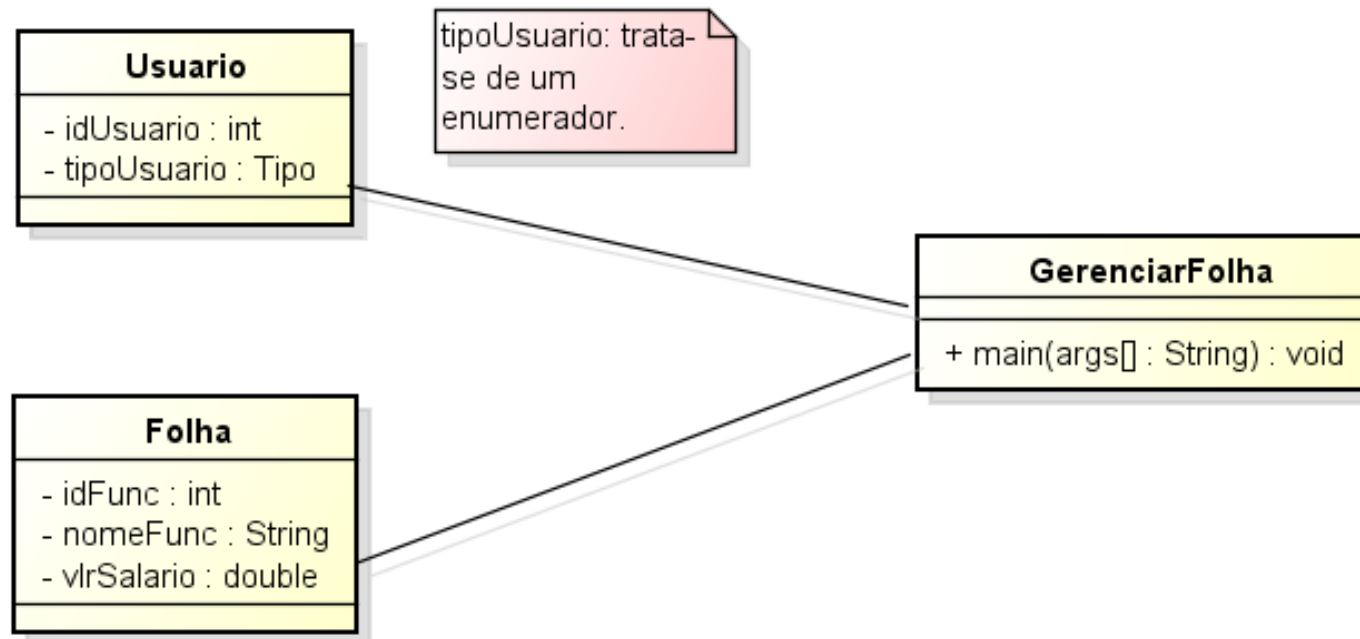 Usuario
- idUsuario : int
- tipoUsuario : Tipo
tipoUsuario: trata-
se de um
enumerador.
GerenciarFolha
+ main(args[] : String) : void
Folha
- idFunc : int
- nomeFunc : String
- vlrSalario : double